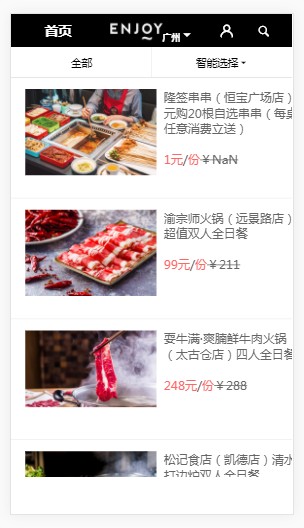 首页 ENJOY 广州
全部 智能选择
隆签串串（恒宝广场店）
元购20根自选串串（每桌
任意消费立送）
1元/份￥NaN
渝宗师火锅（远景路店）
超值双人全日餐
99元/份￥211
耍牛满·爽腩鲜牛肉火锅
（太古仓店）四人全日餐
248元/份￥288
松记食店（凯德店）清水
打边炉双人全日餐